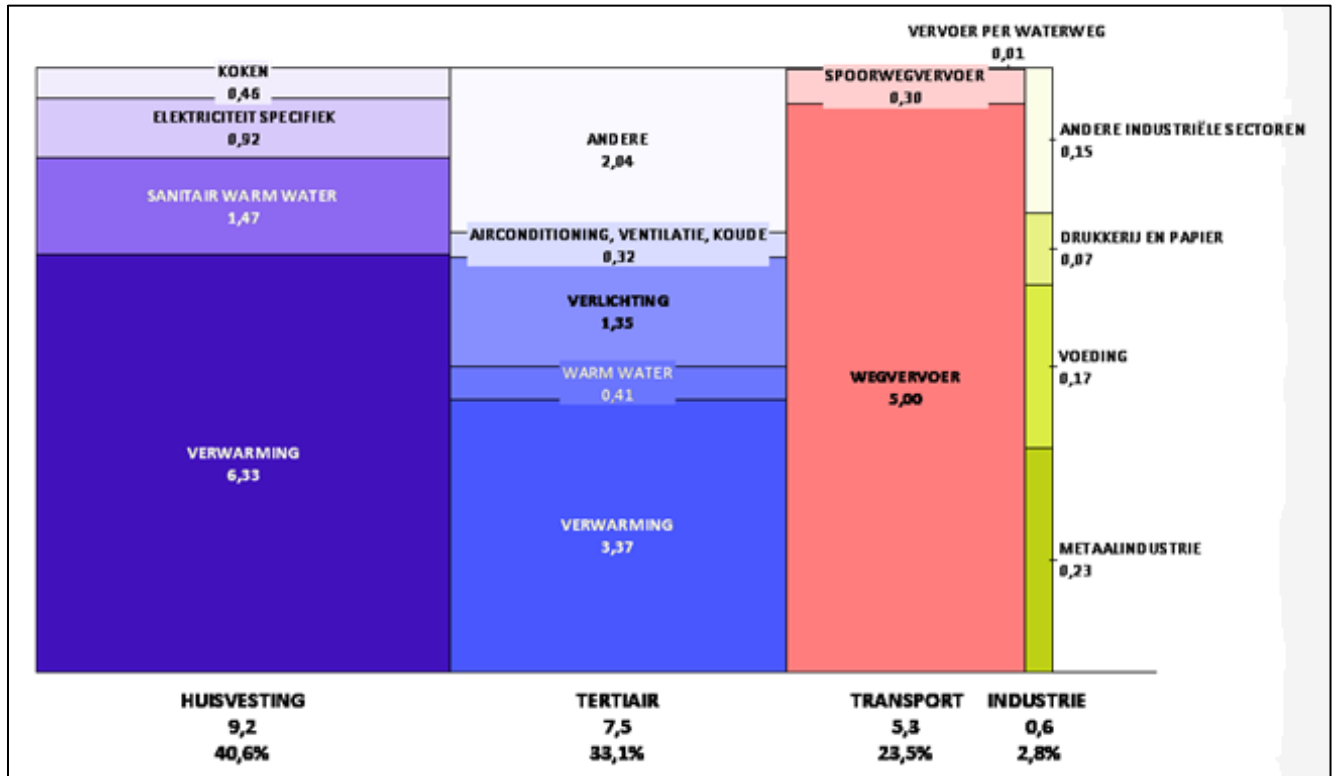 KOKEN
0,46
ELEKTRICITEIT SPECIFIEK
0,92
SANITAIR WARM WATER
1,47
VERWARMING
6,33
ANDERE
2,04
AIRCONDITIONING, VENTILATIE, KOUDE
0,32
VERLICHTING
1,35
WARM WATER
0,41
VERWARMING
3,37
VERVOER PER WATERWEG
0,01
SPOORWEGVERVOER
0,30
WEGVERVOER
5,00
ANDERE INDUSTRIËLE SECTOREN
0,15
DRUKKERIJ EN PAPIER
0,07
VOEDING
0,17
METAALINDUSTRIE
0,23
HUISVESTING
9,2
40,6%
TERTIAIR
7,5
33,1%
TRANSPORT
5,3
23,5%
INDUSTRIE
0,6
2,8%